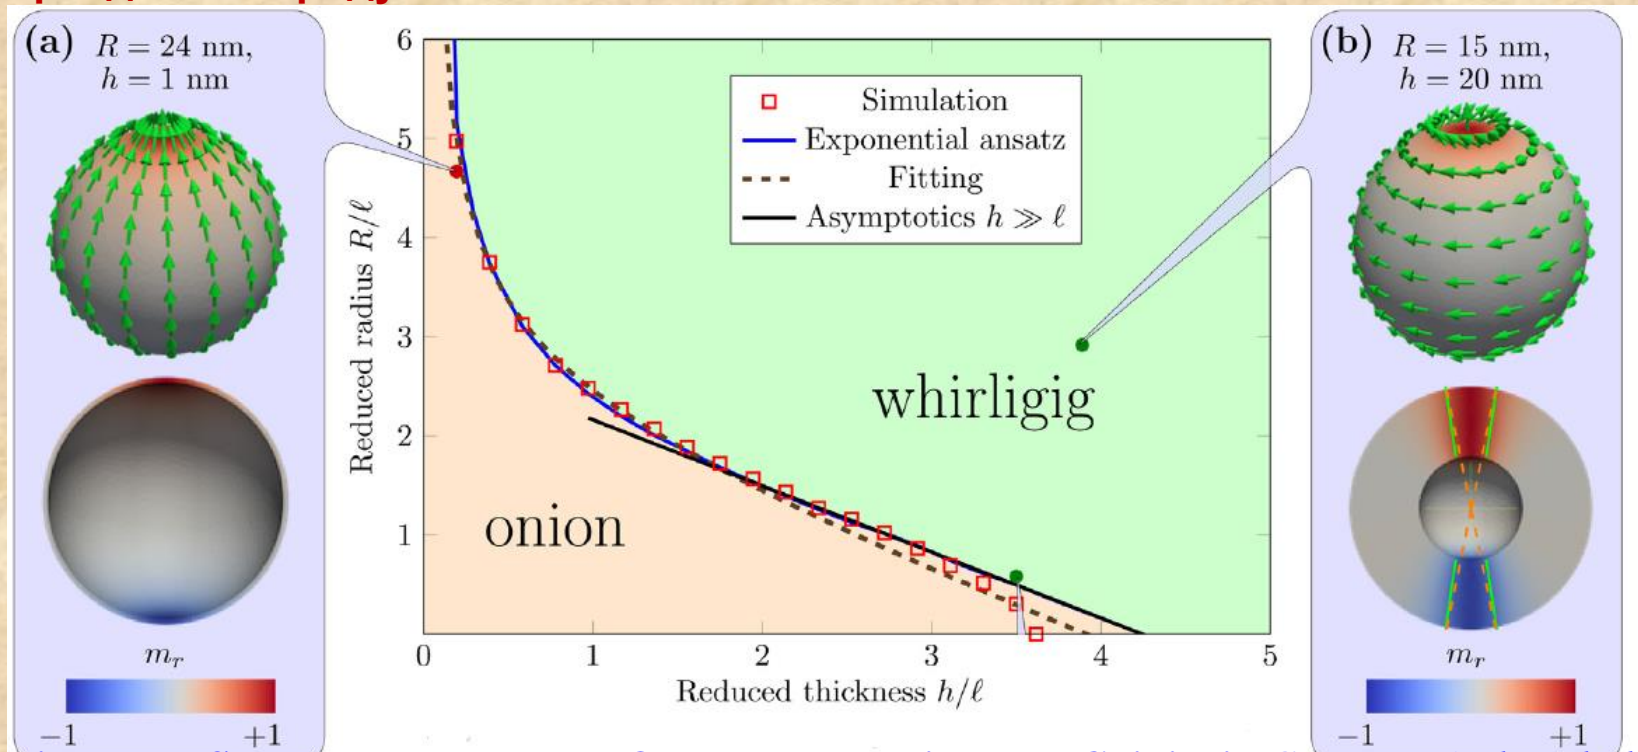 (a) R = 24 nm,
h = 1 nm
6
5
4
3
2
1
Reduced radius R/ℓ
Simulation
Exponential ansatz
Fitting
Asymptotics h ≫ ℓ
whirligig
onion
0 1 2 3 4 5
Reduced thickness h/ℓ
m_r
−1 +1
(b) R = 15 nm,
h = 20 nm
m_r
−1 +1